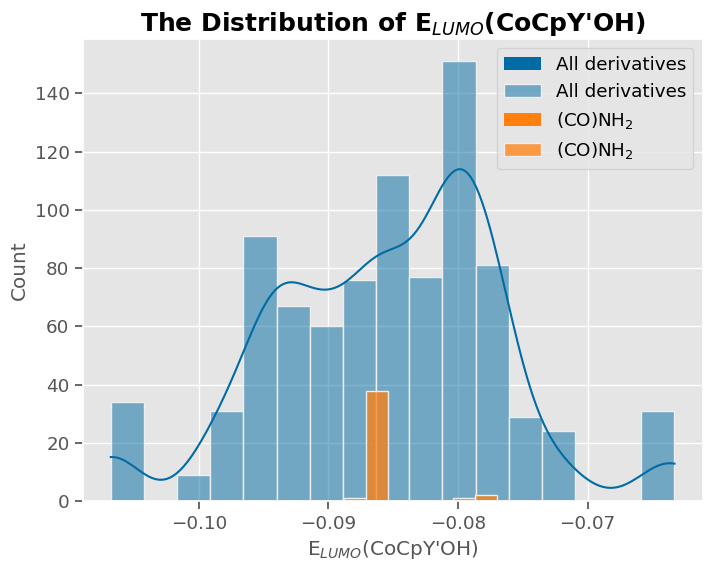 The Distribution of E$_{LUMO}$(CoCpY'OH)
All derivatives
All derivatives
(CO)NH$_2$
(CO)NH$_2$
Count
140
120
100
80
60
40
20
0
−0.10 −0.09 −0.08 −0.07
E$_{LUMO}$(CoCpY'OH)